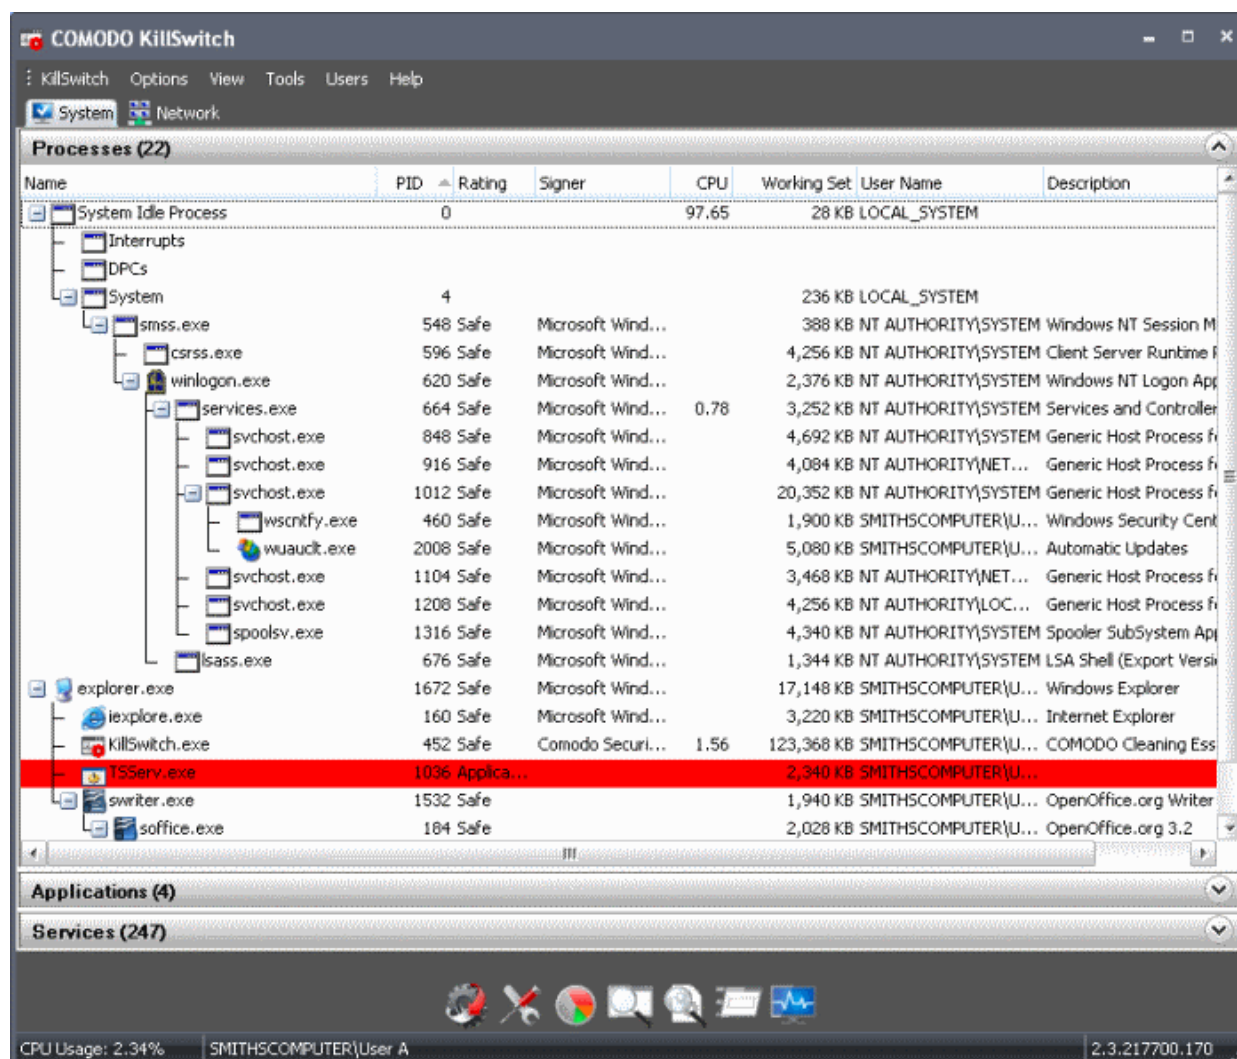 COMODO KillSwitch
KillSwitch Options View Tools Users Help
System Network
Processes (22)
Name PID Rating Signer CPU Working Set User Name Description
System Idle Process 0 97.65 28 KB LOCAL_SYSTEM
Interrupts
DPCs
System 4 236 KB LOCAL_SYSTEM
smss.exe 548 Safe Microsoft Wind... 388 KB NT AUTHORITY\SYSTEM Windows NT Session M
csrss.exe 596 Safe Microsoft Wind... 4,256 KB NT AUTHORITY\SYSTEM Client Server Runtime
winlogon.exe 620 Safe Microsoft Wind... 2,376 KB NT AUTHORITY\SYSTEM Windows NT Logon App
services.exe 664 Safe Microsoft Wind... 0.78 3,252 KB NT AUTHORITY\SYSTEM Services and Controller
svchost.exe 848 Safe Microsoft Wind... 4,692 KB NT AUTHORITY\SYSTEM Generic Host Process f
svchost.exe 916 Safe Microsoft Wind... 4,084 KB NT AUTHORITY\NET... Generic Host Process f
svchost.exe 1012 Safe Microsoft Wind... 20,352 KB NT AUTHORITY\SYSTEM Generic Host Process f
wscntfy.exe 460 Safe Microsoft Wind... 1,900 KB SMITHSCOMPUTER\U... Windows Security Cent
wuauclt.exe 2008 Safe Microsoft Wind... 5,080 KB SMITHSCOMPUTER\U... Automatic Updates
svchost.exe 1104 Safe Microsoft Wind... 3,468 KB NT AUTHORITY\NET... Generic Host Process f
svchost.exe 1208 Safe Microsoft Wind... 4,256 KB NT AUTHORITY\LOC... Generic Host Process f
spoolsv.exe 1316 Safe Microsoft Wind... 4,340 KB NT AUTHORITY\SYSTEM Spooler SubSystem App
lsass.exe 676 Safe Microsoft Wind... 1,344 KB NT AUTHORITY\SYSTEM LSA Shell (Export Versi
explorer.exe 1672 Safe Microsoft Wind... 17,148 KB SMITHSCOMPUTER\U... Windows Explorer
iexplore.exe 160 Safe Microsoft Wind... 3,220 KB SMITHSCOMPUTER\U... Internet Explorer
KillSwitch.exe 452 Safe Comodo Securi... 1.56 123,368 KB SMITHSCOMPUTER\U... COMODO Cleaning Ess
TSServ.exe 1036 Applica... 2,340 KB SMITHSCOMPUTER\U...
swriter.exe 1532 Safe 1,940 KB SMITHSCOMPUTER\U... OpenOffice.org Writer
soffice.exe 184 Safe 2,028 KB SMITHSCOMPUTER\U... OpenOffice.org 3.2
Applications (4)
Services (247)
CPU Usage: 2.34% SMITHSCOMPUTER\User A 2.3.217700.170